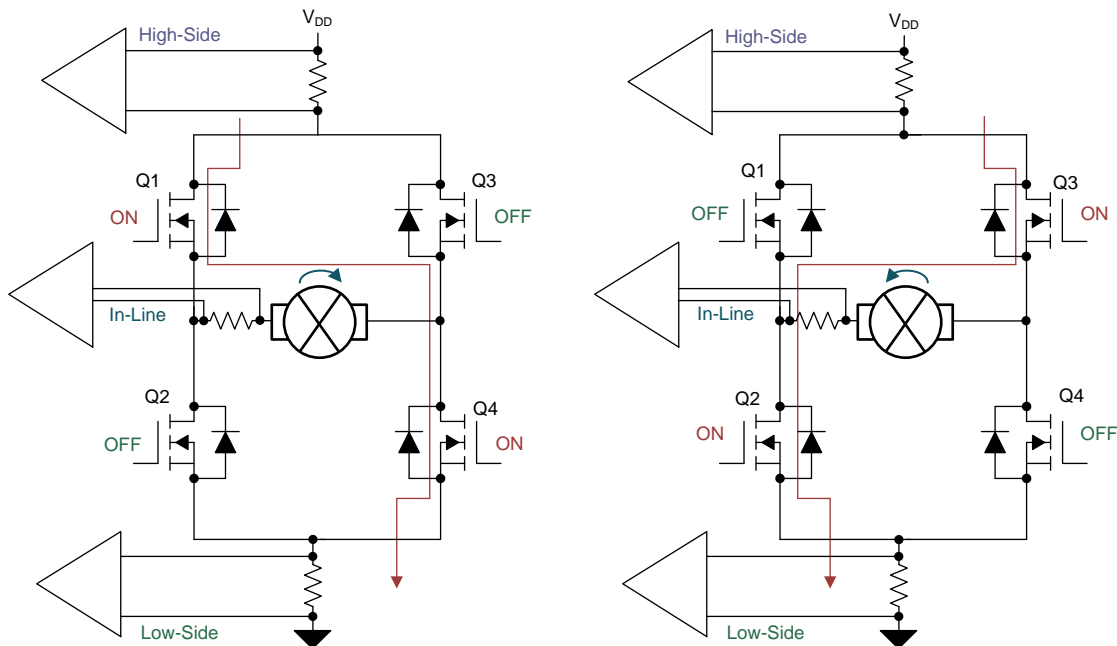 VDD
High-Side
Q1
Q3
ON
OFF
In-Line
Q2
Q4
OFF
ON
Low-Side
VDD
High-Side
Q1
Q3
OFF
ON
In-Line
Q2
Q4
ON
OFF
Low-Side